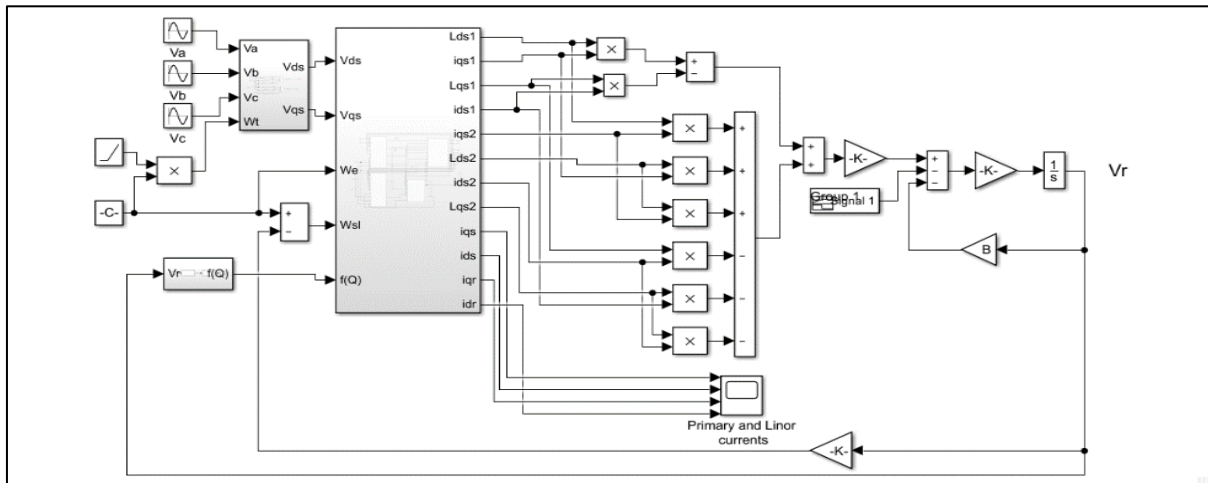 Va
Vb
Vc
Va
Vb
Vc
Wt
Vds
Vqs
-C-
Vr
f(Q)
Vds
Vqs
We
Wsl
f(Q)
Lds1
iqs1
Lqs1
ids1
iqs2
Lds2
ids2
Lqs2
iqs
ids
iqr
idr
×
+
−
×
×
×
×
×
×
×
×
×
+
−
+
+
+
−
−
−
+
+
-K-
Group 1
Signal 1
+
−
−
-K-
1
s
Vr
B
Primary and Linor
currents
-K-